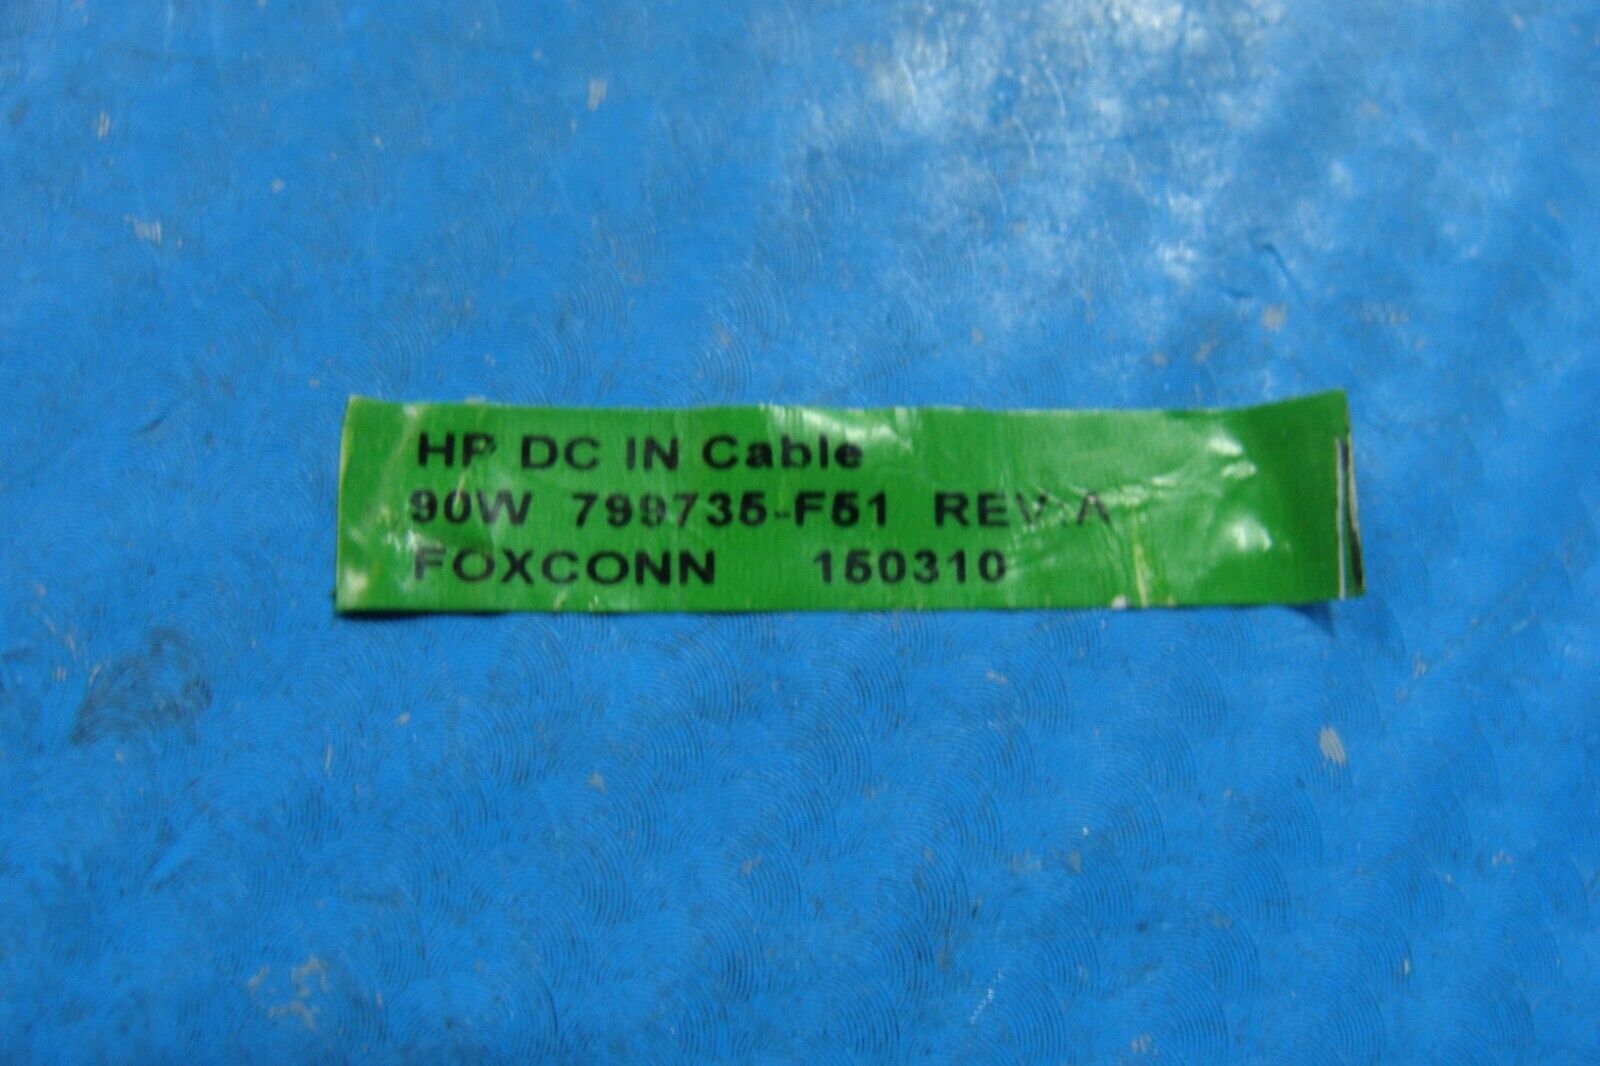 HP DC IN Cable
90W 799735-F51 REV:A
FOXCONN 150310